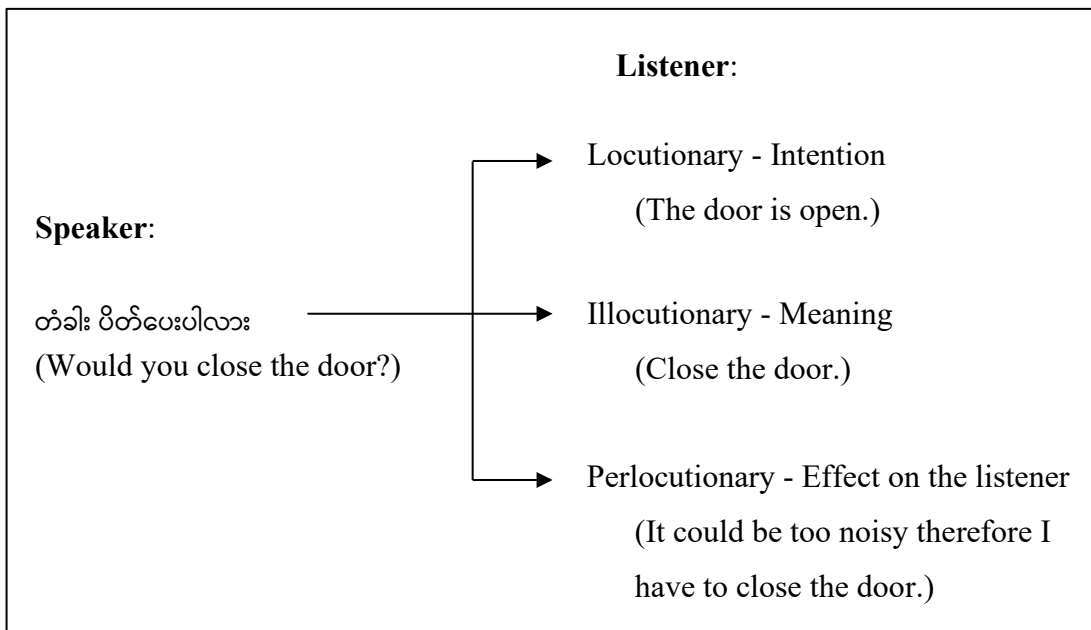 Listener:
Locutionary - Intention
(The door is open.)
Speaker:
တံခါး ပိတ်ပေးပါလား
(Would you close the door?)
Illocutionary - Meaning
(Close the door.)
Perlocutionary - Effect on the listener
(It could be too noisy therefore I
have to close the door.)